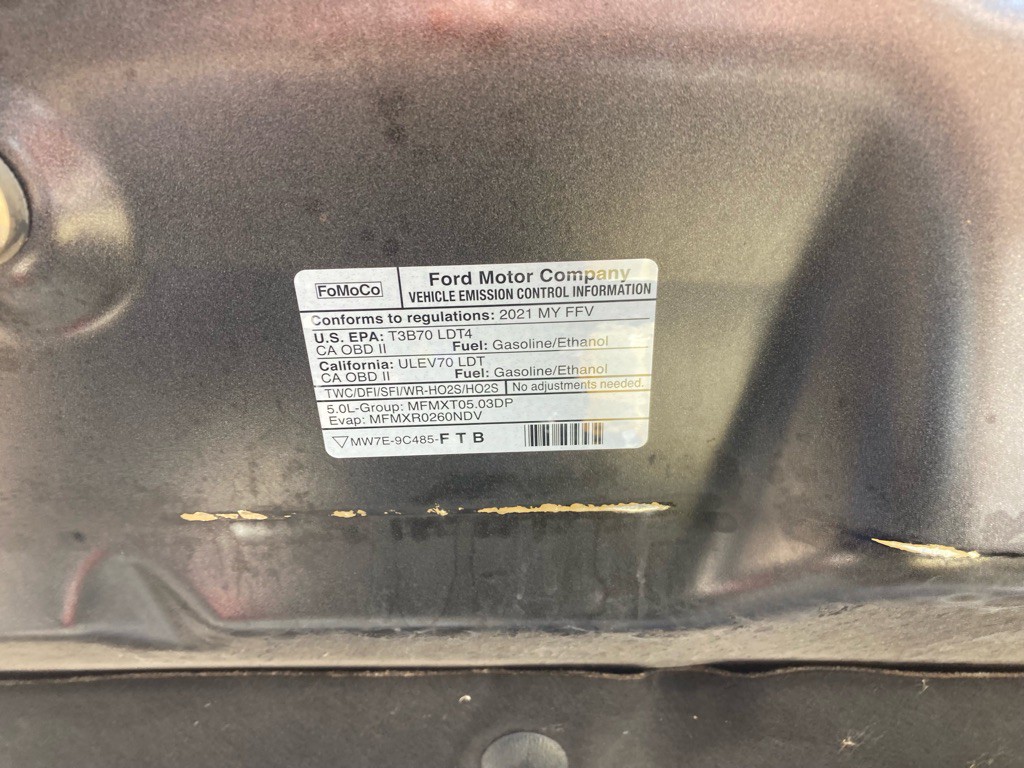 FoMoCo
Ford Motor Company
VEHICLE EMISSION CONTROL INFORMATION
Conforms to regulations: 2021 MY FFV
U.S. EPA: T3B70 LDT4
CA OBD II Fuel: Gasoline/Ethanol
California: ULEV70 LDT
CA OBD II Fuel: Gasoline/Ethanol
TWC/DFI/SFI/WR-HO2S/HO2S No adjustments needed.
5.0L-Group: MFMXT05.03DP
Evap: MFMXR0260NDV
MW7E-9C485-F T B